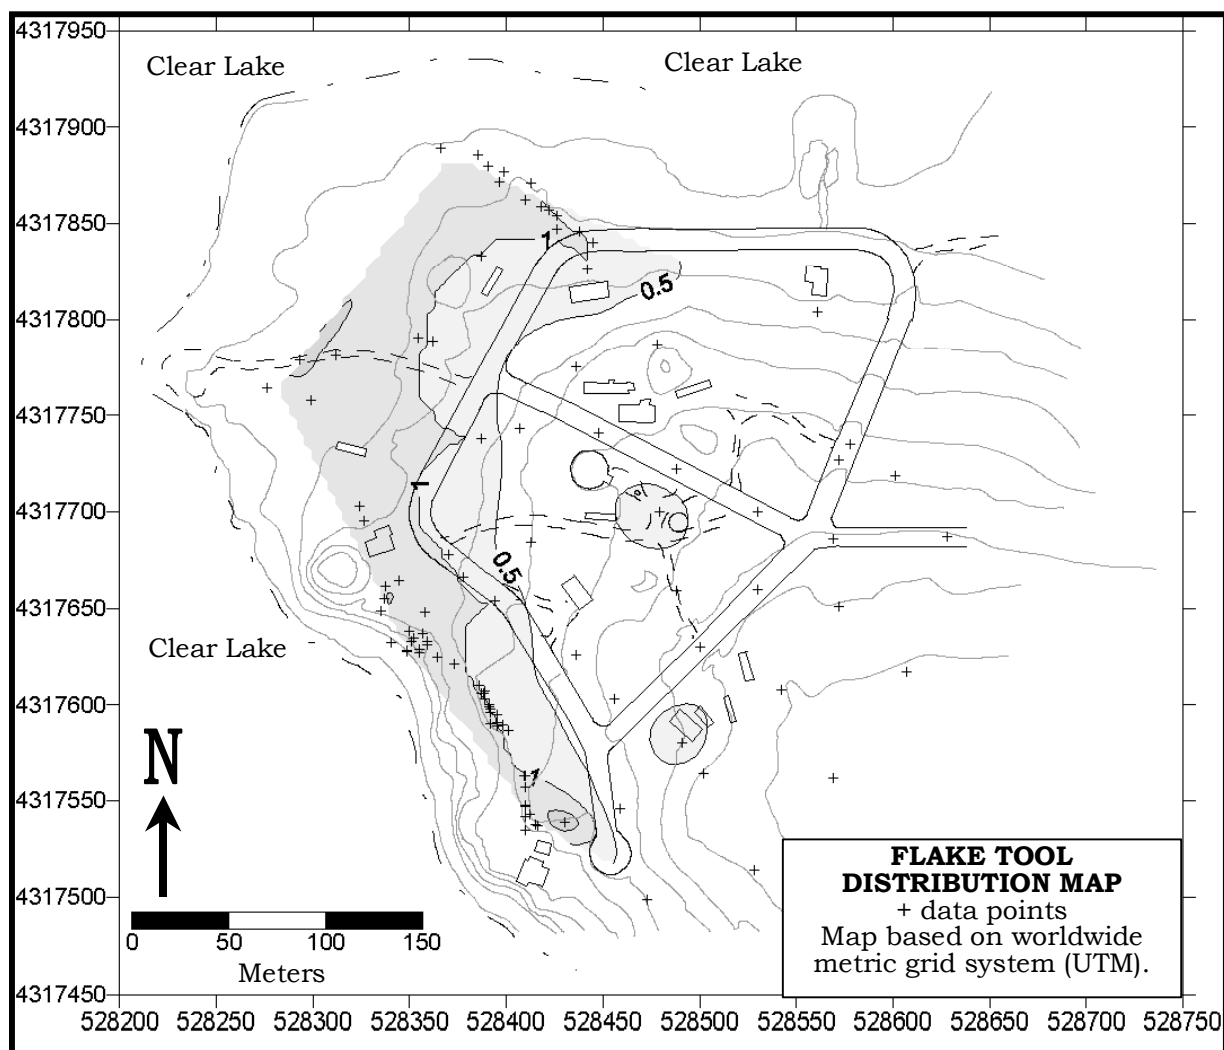 4317950
Clear Lake
Clear Lake
4317900
4317850
1
0.5
4317800
4317750
1
4317700
0.5
4317650
Clear Lake
4317600
N
1
4317550
FLAKE TOOL
DISTRIBUTION MAP
+ data points
Map based on worldwide
metric grid system (UTM).
4317500
0 50 100 150
Meters
4317450
528200 528250 528300 528350 528400 528450 528500 528550 528600 528650 528700 528750